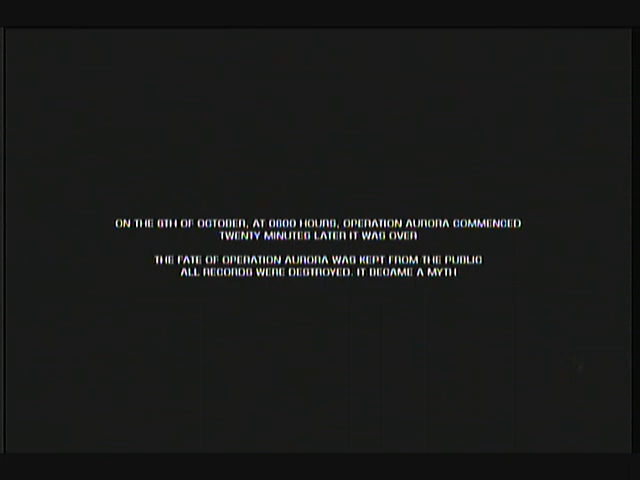 ON THE 6TH OF OCTOBER, AT 0600 HOURS, OPERATION AURORA COMMENCED
TWENTY MINUTES LATER IT WAS OVER
THE FATE OF OPERATION AURORA WAS KEPT FROM THE PUBLIC
ALL RECORDS WERE DESTROYED. IT BECAME A MYTH